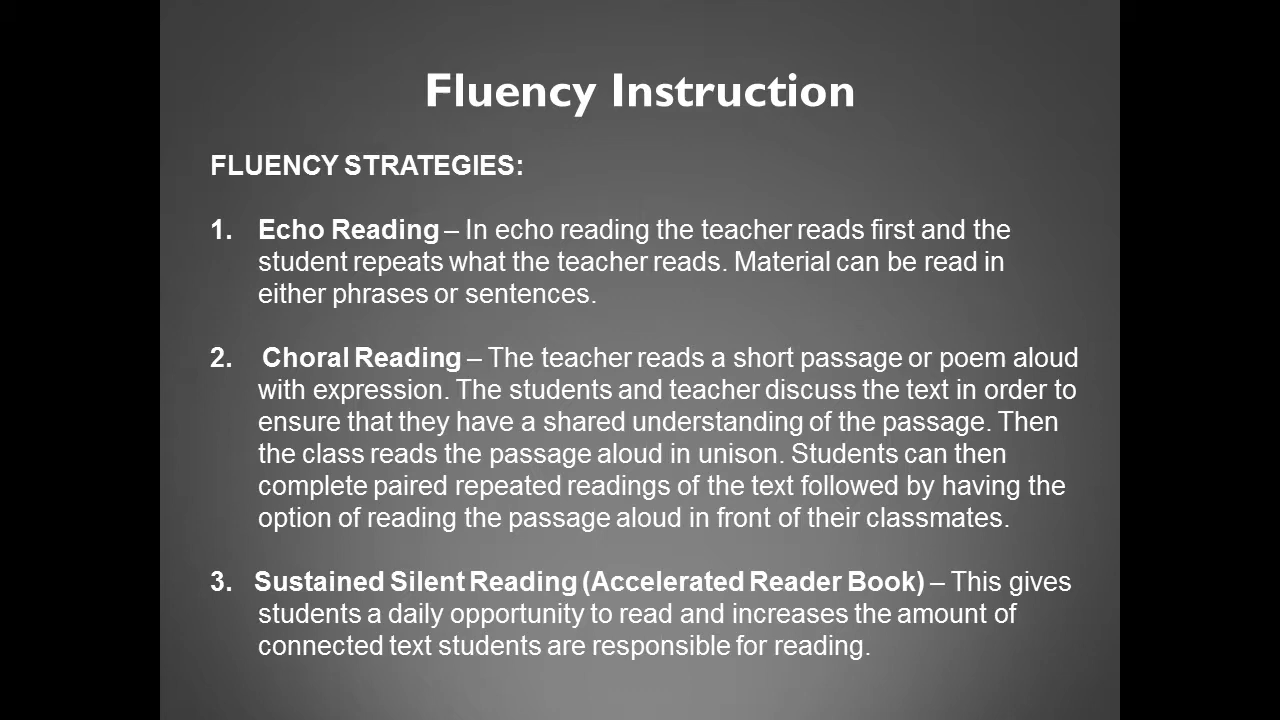 Fluency Instruction
FLUENCY STRATEGIES:
1. Echo Reading – In echo reading the teacher reads first and the
student repeats what the teacher reads. Material can be read in
either phrases or sentences.
2. Choral Reading – The teacher reads a short passage or poem aloud
with expression. The students and teacher discuss the text in order to
ensure that they have a shared understanding of the passage. Then
the class reads the passage aloud in unison. Students can then
complete paired repeated readings of the text followed by having the
option of reading the passage aloud in front of their classmates.
3. Sustained Silent Reading (Accelerated Reader Book) – This gives
students a daily opportunity to read and increases the amount of
connected text students are responsible for reading.